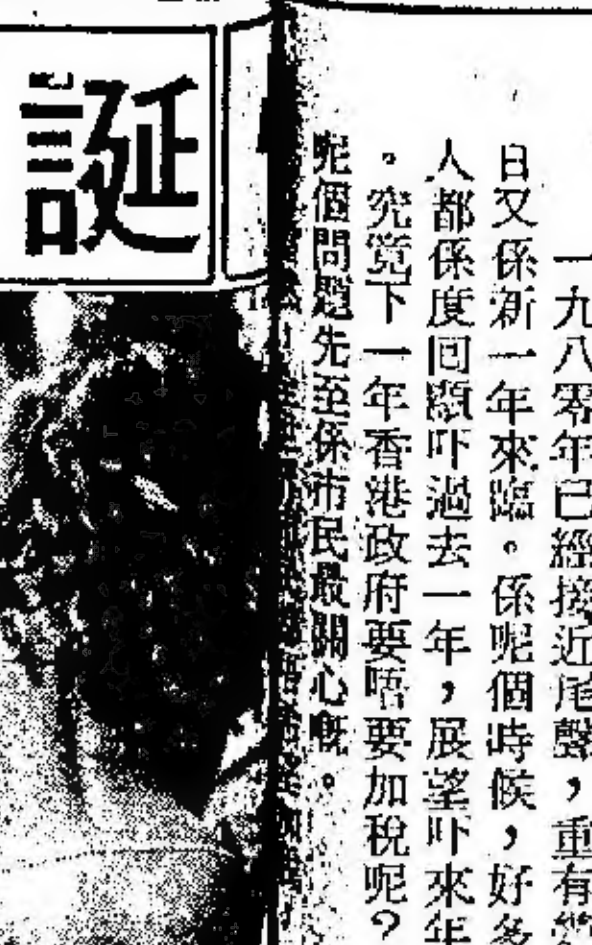 一九八零年已經接近尾聲，重有幾
日又係新一年來臨。係呢個時候，好多
人都係度回顧吓過去一年，展望吓來年
。究竟下一年香港政府要唔要加稅呢？
呢個問題先至係市民最關心嘅。
誕